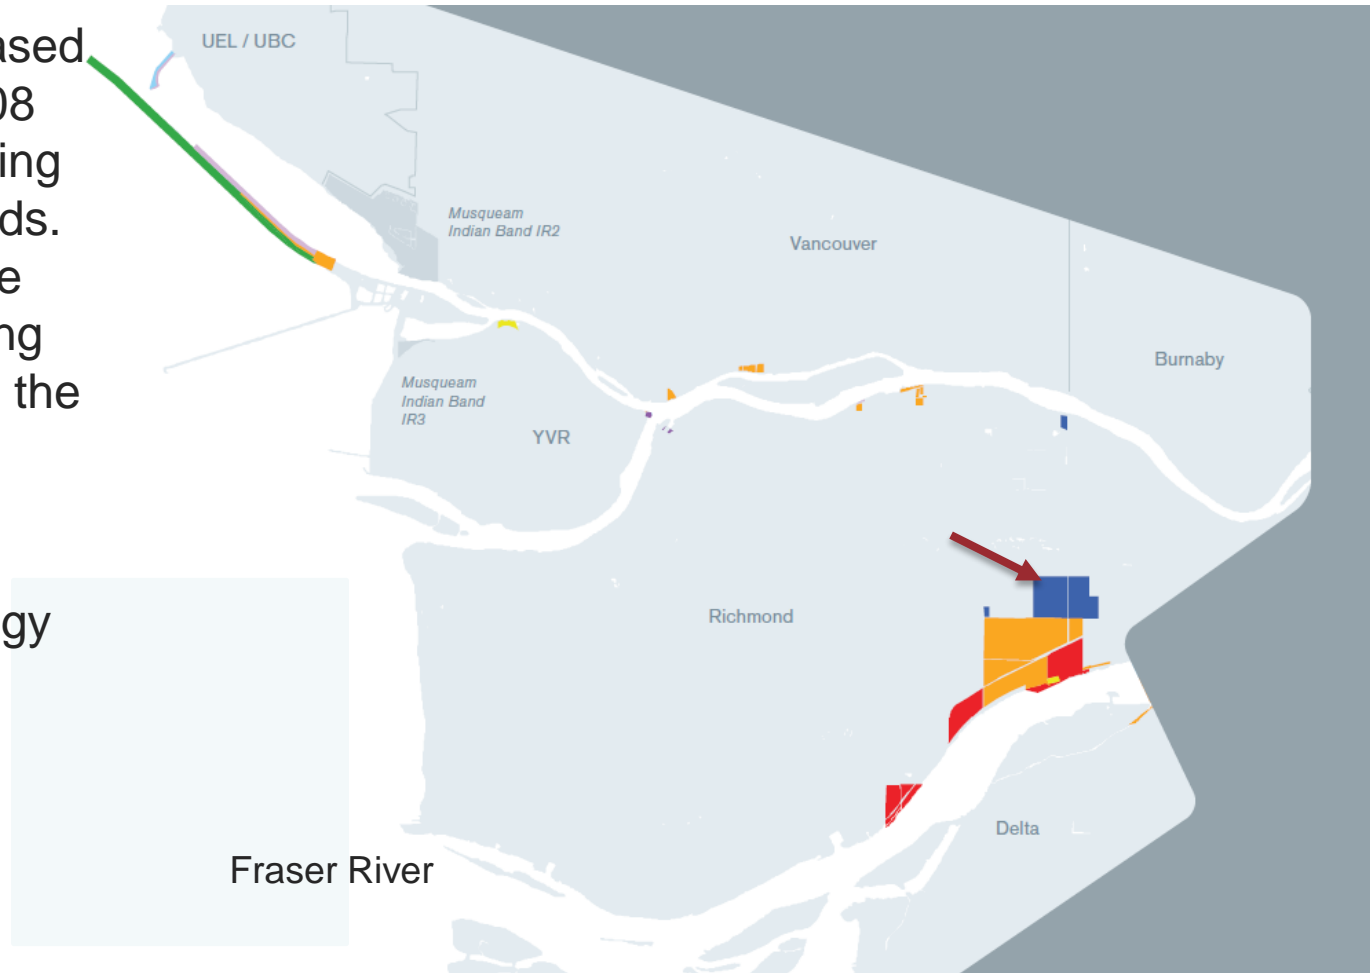 ased
08
ing
ds.
e
ng
the
gy
UEL / UBC
Musqueam
Indian Band IR2
Vancouver
Burnaby
Musqueam
Indian Band
IR3
YVR
Richmond
Delta
Fraser River